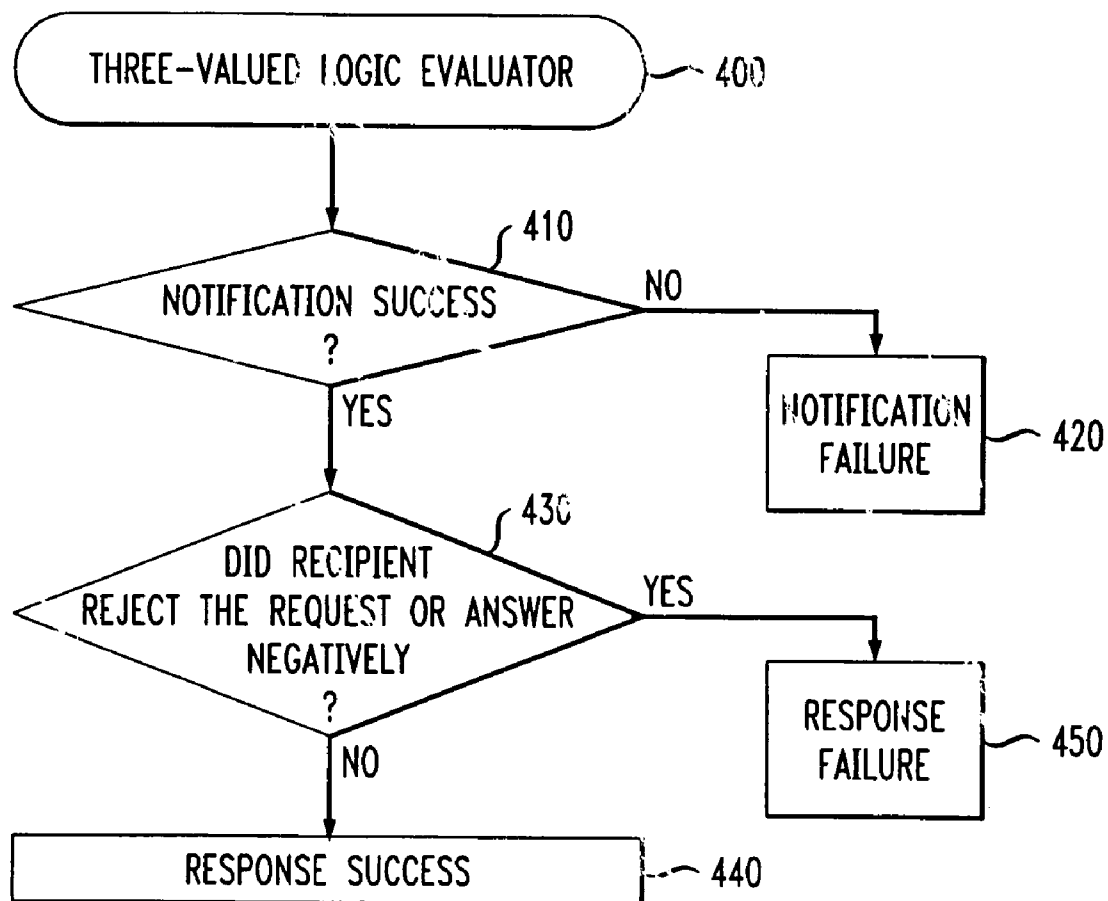 THREE-VALUED LOGIC EVALUATOR
400
410
NOTIFICATION SUCCESS
?
NO
YES
NOTIFICATION
FAILURE
420
430
DID RECIPIENT
REJECT THE REQUEST OR ANSWER
NEGATIVELY
?
YES
NO
RESPONSE
FAILURE
450
RESPONSE SUCCESS
440